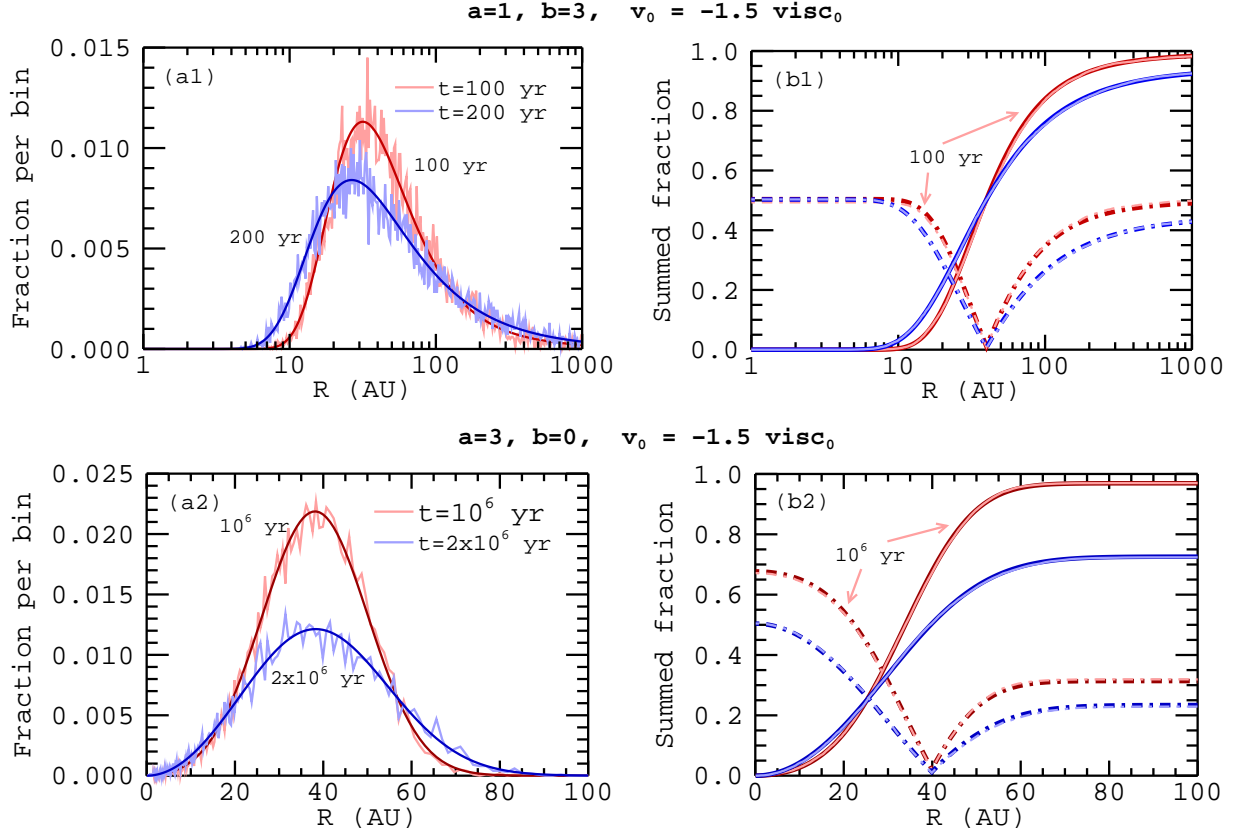 a=1, b=3, v₀ = -1.5 visc₀
(a1)
t=100 yr
t=200 yr
100 yr
200 yr
Fraction per bin
0.015
0.010
0.005
0.000
1 10 100 1000
R (AU)
(b1)
100 yr
Summed fraction
1.0
0.8
0.6
0.4
0.2
0.0
1 10 100 1000
R (AU)
a=3, b=0, v₀ = -1.5 visc₀
(a2)
10⁶ yr
t=10⁶ yr
t=2x10⁶ yr
2x10⁶ yr
Fraction per bin
0.025
0.020
0.015
0.010
0.005
0.000
0 20 40 60 80 100
R (AU)
(b2)
10⁶ yr
Summed fraction
1.0
0.8
0.6
0.4
0.2
0.0
0 20 40 60 80 100
R (AU)